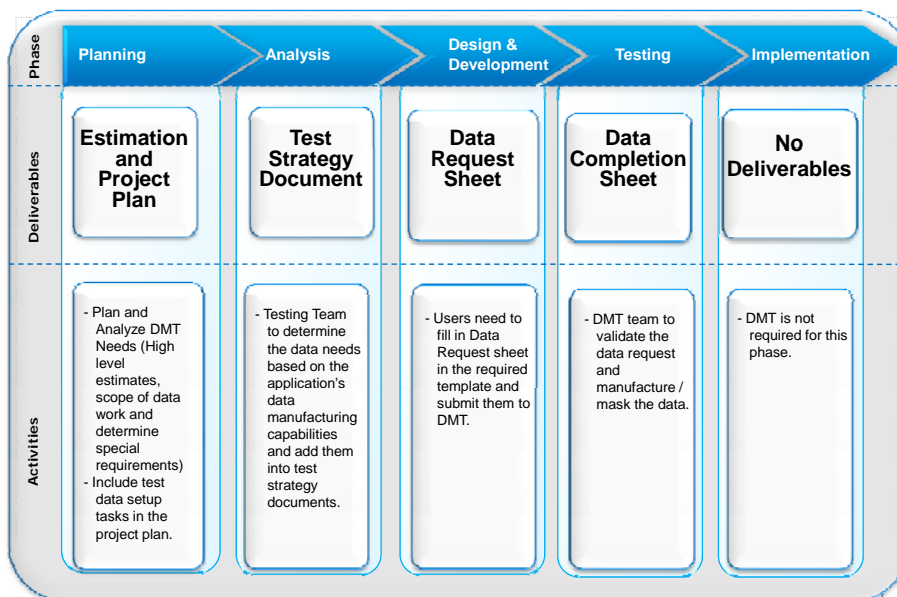 Phase
Planning
Analysis
Design &
Development
Testing
Implementation
Deliverables
Estimation
and
Project
Plan
Test
Strategy
Document
Data
Request
Sheet
Data
Completion
Sheet
No
Deliverables
Activities
- Plan and
Analyze DMT
Needs (High
level
estimates,
scope of data
work and
determine
special
requirements)
- Include test
data setup
tasks in the
project plan.
- Testing Team
to determine
the data needs
based on the
application's
data
manufacturing
capabilities
and add them
into test
strategy
documents.
- Users need to
fill in Data
Request sheet
in the required
template and
submit them to
DMT.
- DMT team to
validate the
data request
and
manufacture /
mask the data.
- DMT is not
required for this
phase.